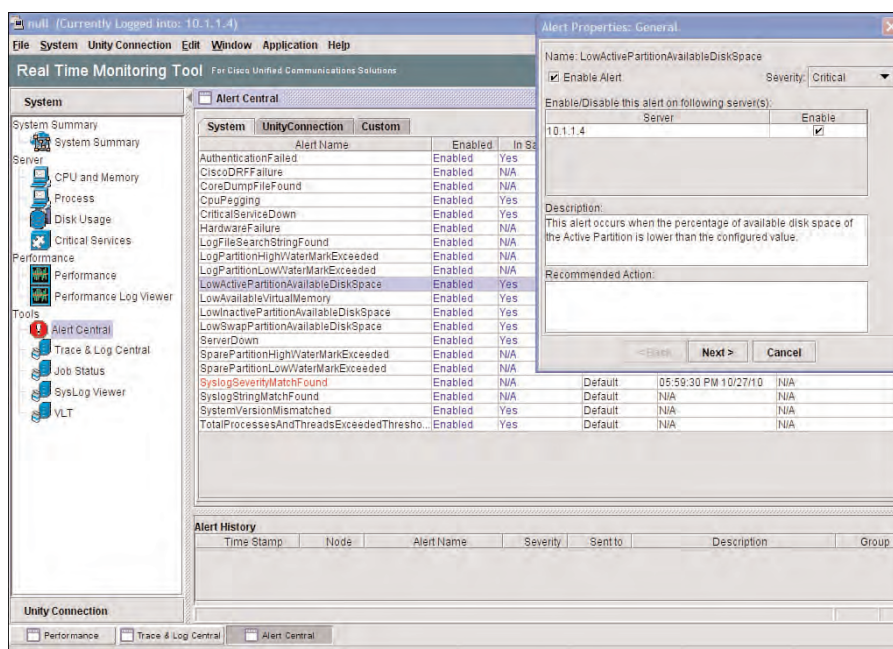 null (Currently Logged into: 10.1.1.4)
File System Unity Connection Edit Window Application Help
Real Time Monitoring Tool For Cisco Unified Communications Solutions
System
System Summary
System Summary
Server
CPU and Memory
Process
Disk Usage
Critical Services
Performance
Performance
Performance Log Viewer
Tools
Alert Central
Trace & Log Central
Job Status
SysLog Viewer
VLT
Unity Connection
Alert Central
System UnityConnection Custom
Alert Name Enabled In Sa
AuthenticationFailed Enabled Yes
CiscoDRFFailure Enabled N/A
CoreDumpFileFound Enabled N/A
CpuPegging Enabled Yes
CriticalServiceDown Enabled Yes
HardwareFailure Enabled N/A
LogFileSearchStringFound Enabled N/A
LogPartitionHighWaterMarkExceeded Enabled N/A
LogPartitionLowWaterMarkExceeded Enabled N/A
LowActivePartitionAvailableDiskSpace Enabled Yes
LowAvailableVirtualMemory Enabled Yes
LowInactivePartitionAvailableDiskSpace Enabled Yes
LowSwapPartitionAvailableDiskSpace Enabled Yes
ServerDown Enabled Yes
SparePartitionHighWaterMarkExceeded Enabled N/A
SparePartitionLowWaterMarkExceeded Enabled N/A
SyslogSeverityMatchFound Enabled N/A Default 05:59:30 PM 10/27/10 N/A
SyslogStringMatchFound Enabled N/A Default N/A N/A
SystemVersionMismatched Enabled Yes Default N/A N/A
TotalProcessesAndThreadsExceededThresho... Enabled Yes Default N/A N/A
Alert Properties: General
Name: LowActivePartitionAvailableDiskSpace
Enable Alert Severity: Critical
Enable/Disable this alert on following server(s):
Server Enable
10.1.1.4
Description:
This alert occurs when the percentage of available disk space of
the Active Partition is lower than the configured value.
Recommended Action:
< Back Next > Cancel
Alert History
Time Stamp Node Alert Name Severity Sent to Description Group
Performance Trace & Log Central Alert Central